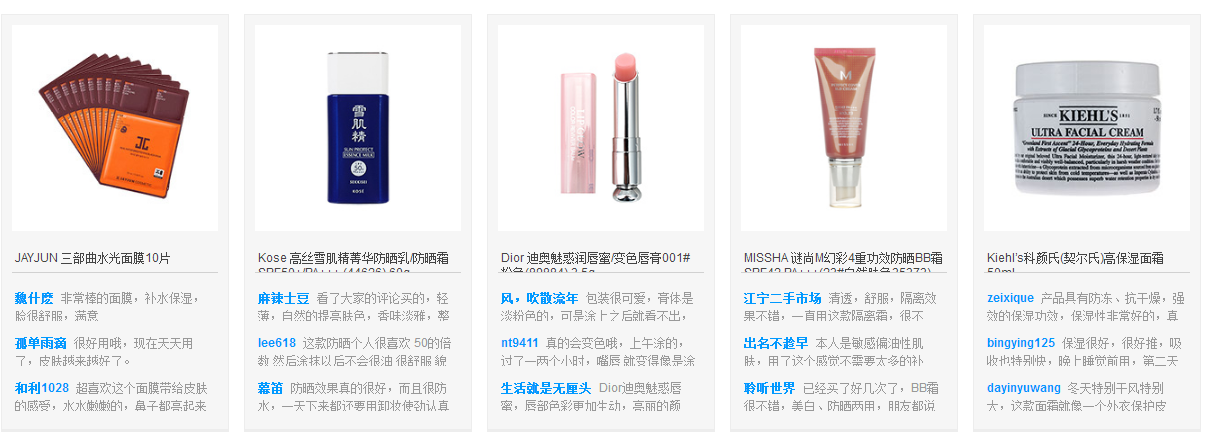 JAYJUN 三部曲水光面膜10片
魏什麽 非常棒的面膜，补水保湿，
脸很舒服，满意
孤单雨滴 很好用哦，现在天天用
了，皮肤越来越好了。
和利1028 超喜欢这个面膜带给皮肤
的感受，水水嫩嫩的，鼻子都亮起来
雪肌精
SUN PROTECT
ESSENCE MILK
SPF
50
KOSÉ
Kose 高丝雪肌精菁华防晒乳/防晒霜
SPF50+/PA+++ (44626) 60g
麻辣士豆 看了大家的评论买的，轻
薄，自然的提亮肤色，香味淡雅，整
lee618 这款防晒个人很喜欢 50的倍
数 然后涂抹以后不会很油 很舒服 貌
幕笛 防晒效果真的很好，而且很防
水，一天下来都还要用卸妆使劲认真
Dior 迪奥魅惑润唇蜜/变色唇膏001#
粉色(89884) 3.5g
风，吹散流年 包装很可爱，膏体是
淡粉色的，可是涂上之后就看不出，
nt9411 真的会变色哦，上午涂的，
过了一两个小时，嘴唇 就变得像是涂
生活就是无厘头 Dior迪奥魅惑唇
蜜，唇部色彩更加生动，亮丽的颜
M
MISSHA 谜尚M幻彩4重功效防晒BB霜
SPF42 PA+++(23#自然肤色25273)
江宁二手市场 清透，舒服，隔离效
果不错，一直用这款隔离霜，很不
出名不趁早 本人是敏感偏油性肌
肤，用了这个感觉不需要太多的补
聆听世界 已经买了好几次了，BB霜
很不错，美白、防晒两用，朋友都说
SINCE KIEHL'S 1851
ULTRA FACIAL CREAM
Kiehl's科颜氏(契尔氏)高保湿面霜
50ml
zeixique 产品具有防冻、抗干燥，强
效的保湿功效，保湿性非常好的，真
bingying125 保湿很好，很好推，吸
收也特别快，晚上睡觉前用，第二天
dayinyuwang 冬天特别干风特别
大，这款面霜就像一个外衣保护皮